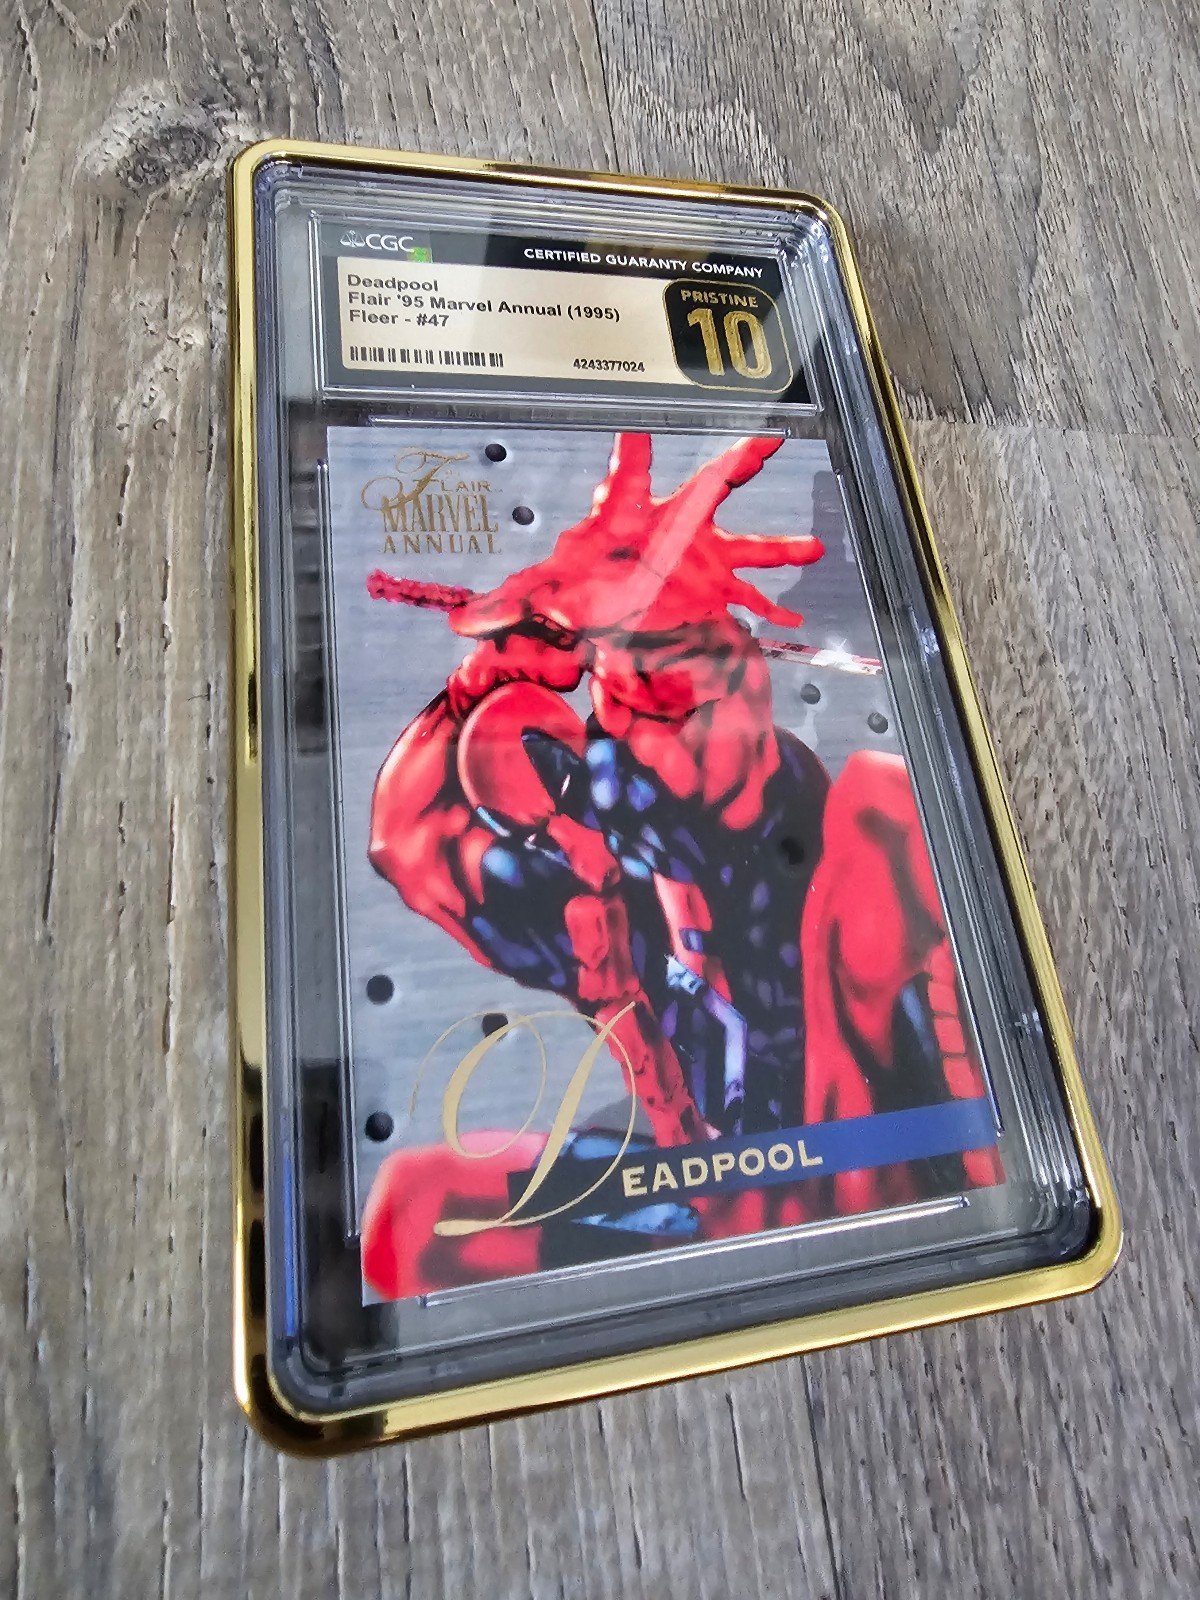 CGC
CERTIFIED GUARANTY COMPANY
Deadpool
Flair '95 Marvel Annual (1995)
Fleer - #47
4243377024
PRISTINE
10
FLAIR
MARVEL
ANNUAL
DEADPOOL